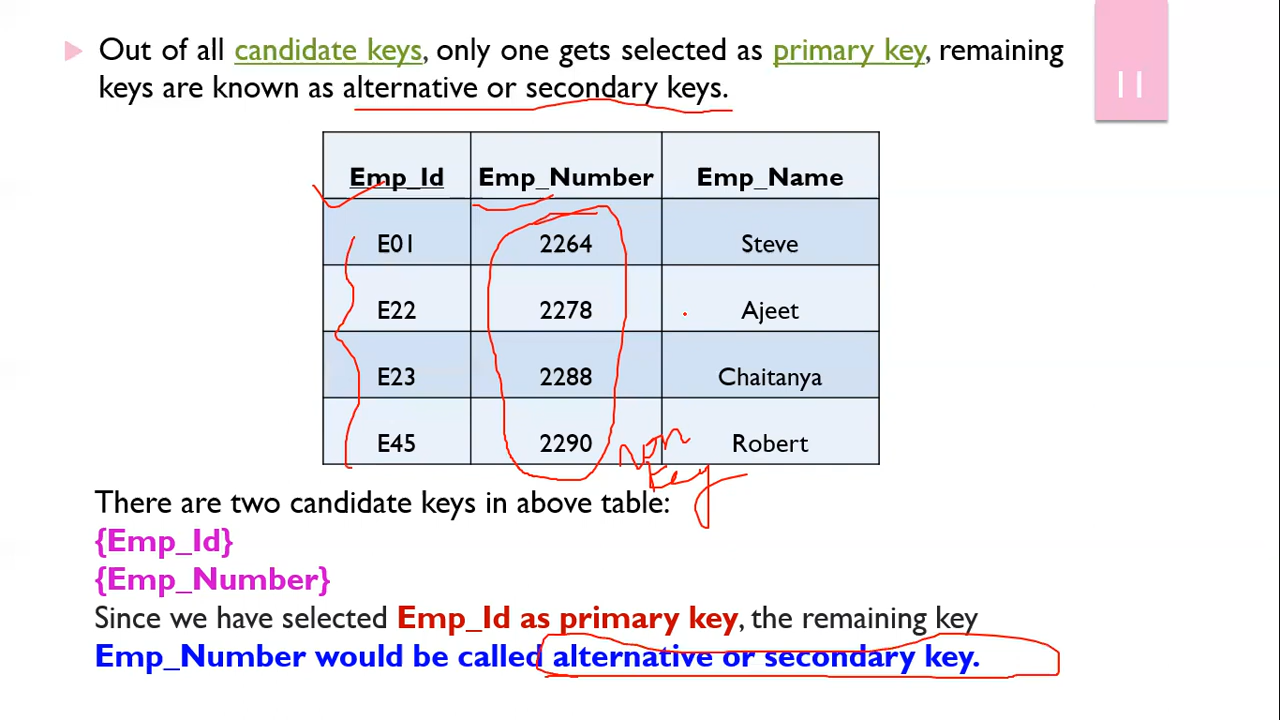 Out of all candidate keys, only one gets selected as primary key, remaining
keys are known as alternative or secondary keys.
11
Emp_Id Emp_Number Emp_Name
E01 2264 Steve
E22 2278 Ajeet
E23 2288 Chaitanya
E45 2290 Robert
Non
Key
There are two candidate keys in above table:
{Emp_Id}
{Emp_Number}
Since we have selected Emp_Id as primary key, the remaining key
Emp_Number would be called alternative or secondary key.